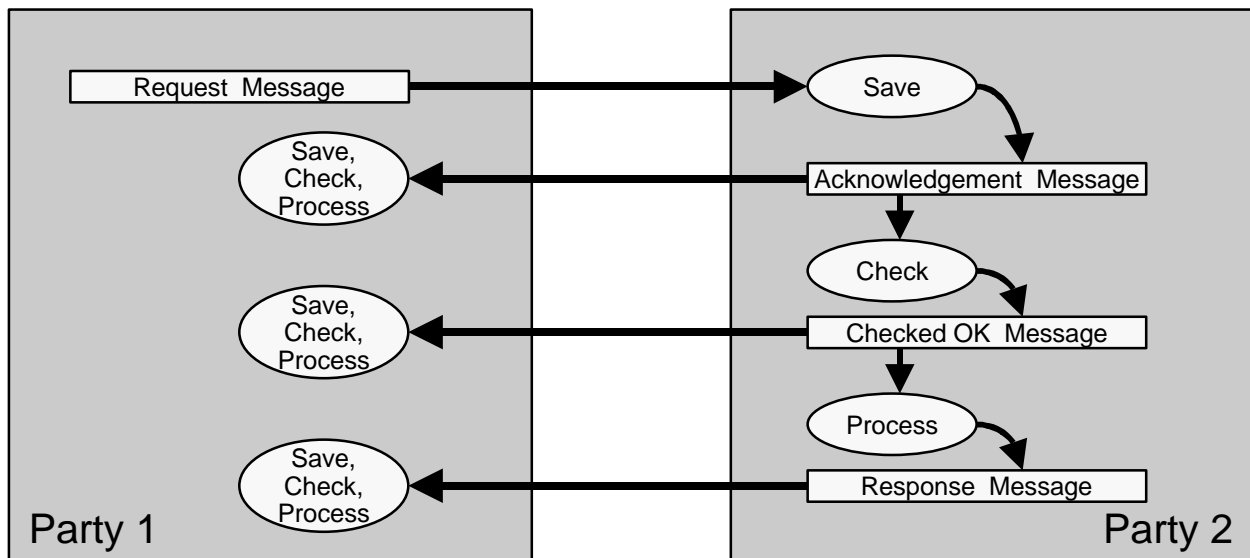 Request Message
Save
Save,
Check,
Process
Acknowledgement Message
Check
Save,
Check,
Process
Checked OK Message
Process
Save,
Check,
Process
Response Message
Party 1
Party 2